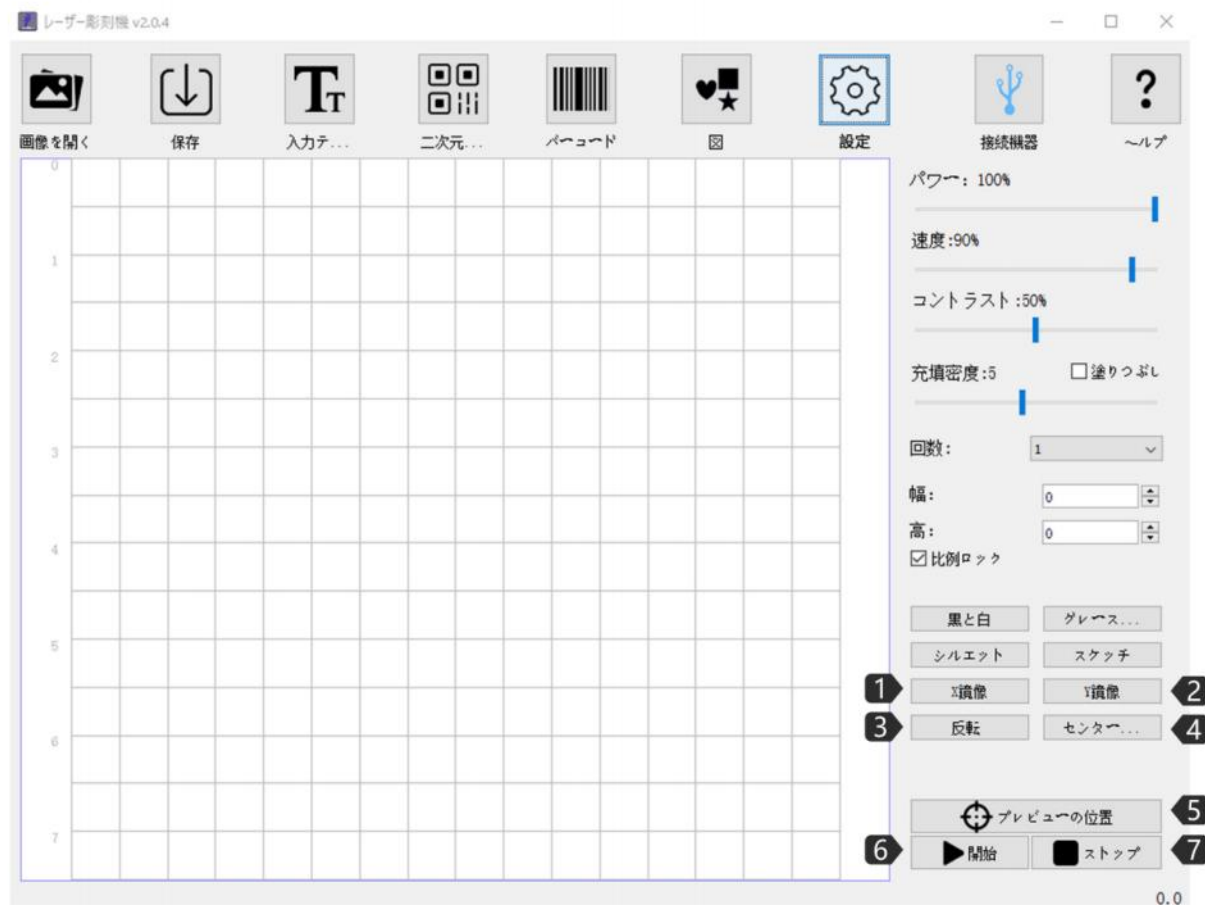 レーザー彫刻機 v2.0.4
画像を開く
保存
入力テ...
二次元...
バーコード
図
設定
接続機器
ヘルプ
0
1
2
3
4
5
6
7
パワー: 100%
速度:90%
コントラスト:50%
充填密度:5
塗りつぶし
回数:
1
幅:
0
高:
0
比例ロック
黒と白
グレース...
シルエット
スケッチ
1
X鏡像
Y鏡像
2
3
反転
センター...
4
プレビューの位置
5
6
開始
ストップ
7
0.0